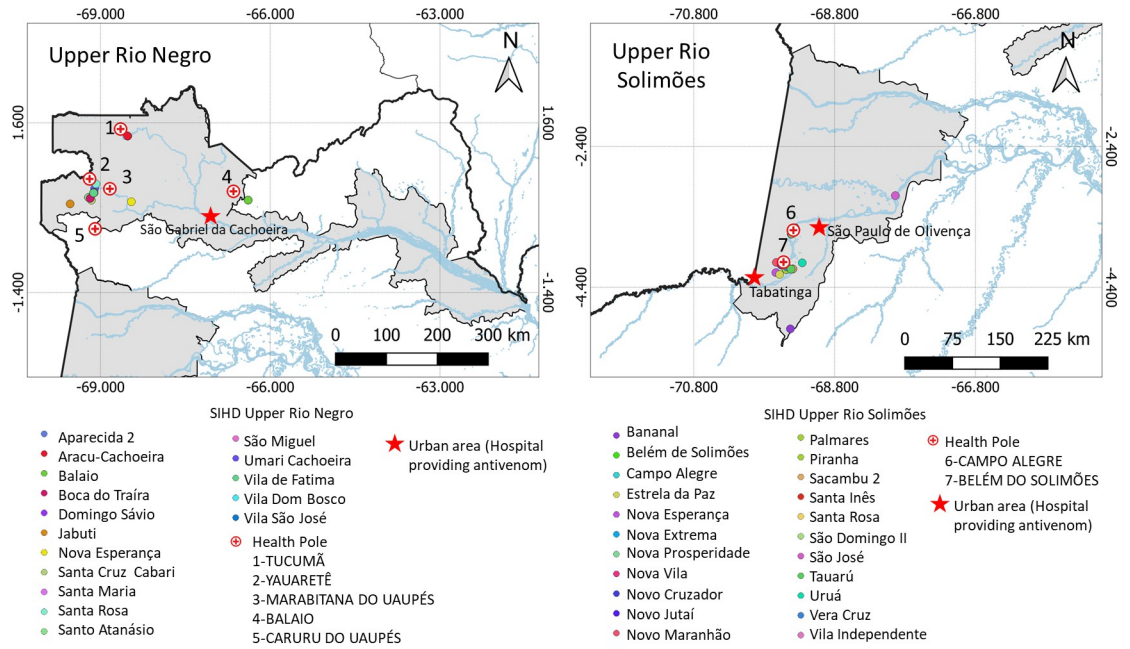 -69.000
-66.000
-63.000
Upper Rio Negro
N
1.600
1.600
1
2
3
4
5
São Gabriel da Cachoeira
-1.400
-1.400
0 100 200 300 km
-69.000
-66.000
-63.000
SIHD Upper Rio Negro
Aparecida 2
Aracu-Cachoeira
Balaio
Boca do Traíra
Domingo Sávio
Jabuti
Nova Esperança
Santa Cruz Cabari
Santa Maria
Santa Rosa
Santo Atanásio
São Miguel
Umari Cachoeira
Vila de Fatima
Vila Dom Bosco
Vila São José
Health Pole
1-TUCUMÃ
2-YAUARETÊ
3-MARABITANA DO UAUPÉS
4-BALAIO
5-CARURU DO UAUPÉS
Urban area (Hospital
providing antivenom)
-70.800
-68.800
-66.800
Upper Rio
Solimões
N
-2.400
-2.400
6
São Paulo de Olivença
7
Tabatinga
-4.400
-4.400
0 75 150 225 km
-70.800
-68.800
-66.800
SIHD Upper Rio Solimões
Bananal
Belém de Solimões
Campo Alegre
Estrela da Paz
Nova Esperança
Nova Extrema
Nova Prosperidade
Nova Vila
Novo Cruzador
Novo Jutaí
Novo Maranhão
Palmares
Piranha
Sacambu 2
Santa Inês
Santa Rosa
São Domingo II
São José
Tauarú
Uruá
Vera Cruz
Vila Independente
Health Pole
6-CAMPO ALEGRE
7-BELÉM DO SOLIMÕES
Urban area (Hospital
providing antivenom)